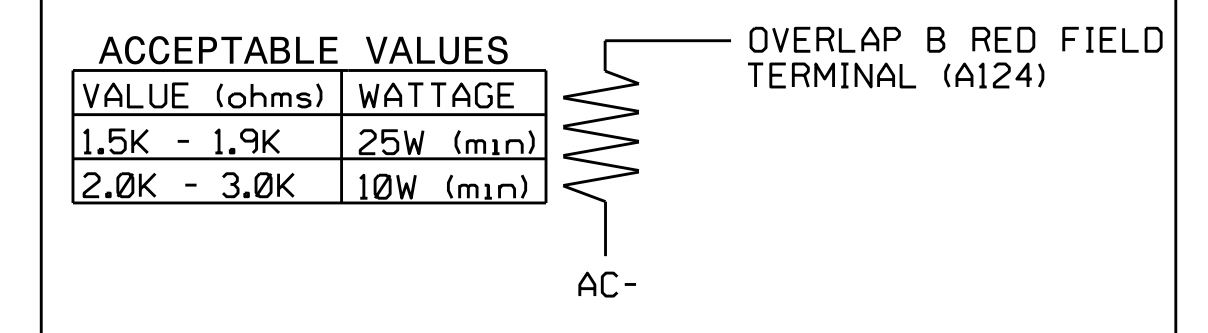 ACCEPTABLE VALUES
VALUE (ohms) WATTAGE
1.5K - 1.9K 25W (min)
2.0K - 3.0K 10W (min)
OVERLAP B RED FIELD
TERMINAL (A124)
AC-